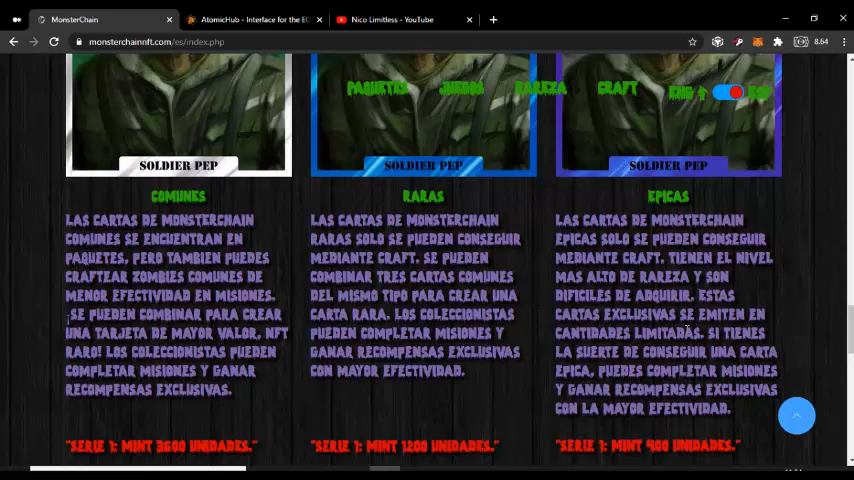 MonsterChain
AtomicHub - Interface for the EO
Nico Limitless - YouTube
monsterchainnft.com/es/index.php
8.64
PAQUETES JUEGOS RAREZA CRAFT ENG ESP
SOLDIER PEP
SOLDIER PEP
SOLDIER PEP
COMUNES
LAS CARTAS DE MONSTERCHAIN
COMUNES SE ENCUENTRAN EN
PAQUETES, PERO TAMBIEN PUEDES
CRAFTEAR ZOMBIES COMUNES DE
MENOR EFECTIVIDAD EN MISIONES.
¡SE PUEDEN COMBINAR PARA CREAR
UNA TARJETA DE MAYOR VALOR, NFT
RARO! LOS COLECCIONISTAS PUEDEN
COMPLETAR MISIONES Y GANAR
RECOMPENSAS EXCLUSIVAS.
"SERIE 1: MINT 3600 UNIDADES."
RARAS
LAS CARTAS DE MONSTERCHAIN
RARAS SOLO SE PUEDEN CONSEGUIR
MEDIANTE CRAFT. SE PUEDEN
COMBINAR TRES CARTAS COMUNES
DEL MISMO TIPO PARA CREAR UNA
CARTA RARA. LOS COLECCIONISTAS
PUEDEN COMPLETAR MISIONES Y
GANAR RECOMPENSAS EXCLUSIVAS
CON MAYOR EFECTIVIDAD.
"SERIE 1: MINT 1200 UNIDADES."
EPICAS
LAS CARTAS DE MONSTERCHAIN
EPICAS SOLO SE PUEDEN CONSEGUIR
MEDIANTE CRAFT. TIENEN EL NIVEL
MAS ALTO DE RAREZA Y SON
DIFICILES DE ADQUIRIR. ESTAS
CARTAS EXCLUSIVAS SE EMITEN EN
CANTIDADES LIMITADAS. SI TIENES
LA SUERTE DE CONSEGUIR UNA CARTA
EPICA, PUEDES COMPLETAR MISIONES
Y GANAR RECOMPENSAS EXCLUSIVAS
CON LA MAYOR EFECTIVIDAD.
"SERIE 1: MINT 400 UNIDADES."